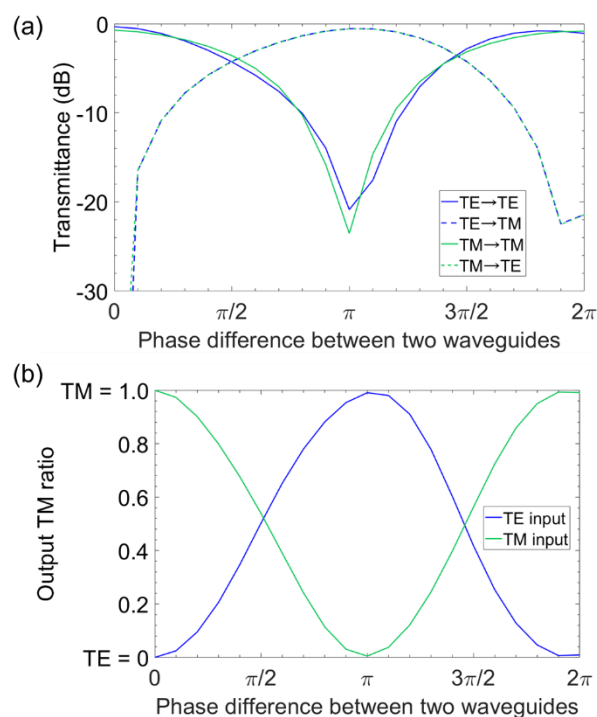 (a)
0
-10
-20
-30
Transmittance (dB)
TE→TE
TE→TM
TM→TM
TM→TE
0
π/2
π
3π/2
2π
Phase difference between two waveguides
(b)
TM = 1.0
0.8
0.6
0.4
0.2
TE = 0
Output TM ratio
TE input
TM input
0
π/2
π
3π/2
2π
Phase difference between two waveguides